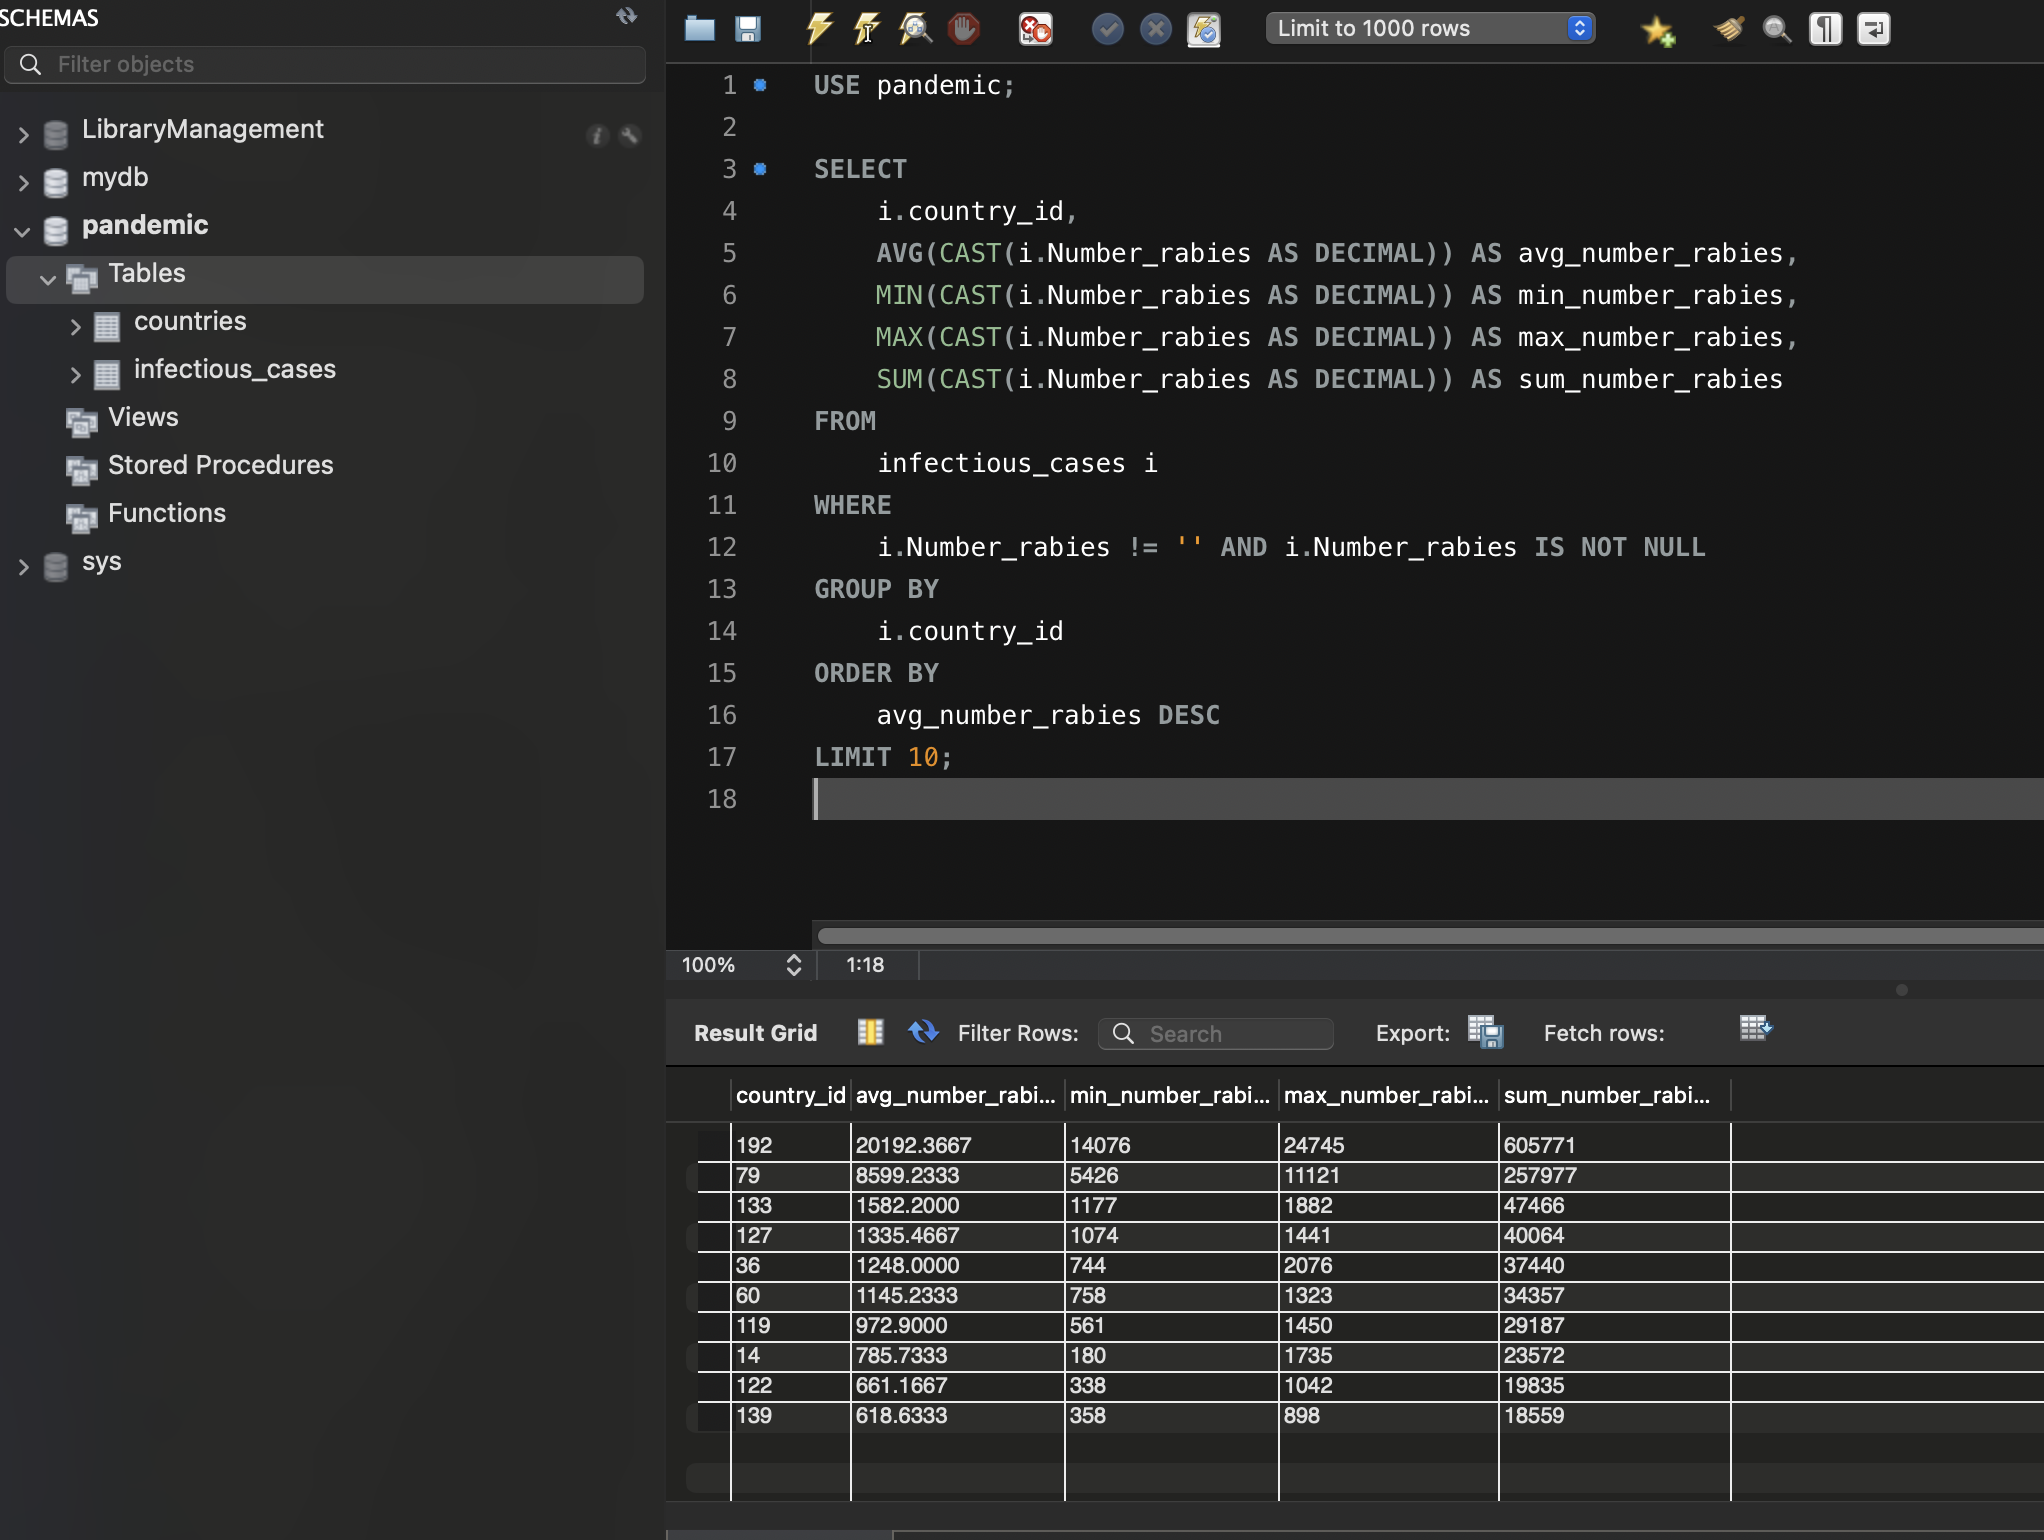 SCHEMAS
Filter objects
LibraryManagement
mydb
pandemic
Tables
countries
infectious_cases
Views
Stored Procedures
Functions
sys
Limit to 1000 rows
1 USE pandemic;
2
3 SELECT
4 i.country_id,
5 AVG(CAST(i.Number_rabies AS DECIMAL)) AS avg_number_rabies,
6 MIN(CAST(i.Number_rabies AS DECIMAL)) AS min_number_rabies,
7 MAX(CAST(i.Number_rabies AS DECIMAL)) AS max_number_rabies,
8 SUM(CAST(i.Number_rabies AS DECIMAL)) AS sum_number_rabies
9 FROM
10 infectious_cases i
11 WHERE
12 i.Number_rabies != '' AND i.Number_rabies IS NOT NULL
13 GROUP BY
14 i.country_id
15 ORDER BY
16 avg_number_rabies DESC
17 LIMIT 10;
18
100% 1:18
Result Grid Filter Rows: Search Export: Fetch rows:
country_id avg_number_rabi... min_number_rabi... max_number_rabi... sum_number_rabi...
192 20192.3667 14076 24745 605771
79 8599.2333 5426 11121 257977
133 1582.2000 1177 1882 47466
127 1335.4667 1074 1441 40064
36 1248.0000 744 2076 37440
60 1145.2333 758 1323 34357
119 972.9000 561 1450 29187
14 785.7333 180 1735 23572
122 661.1667 338 1042 19835
139 618.6333 358 898 18559